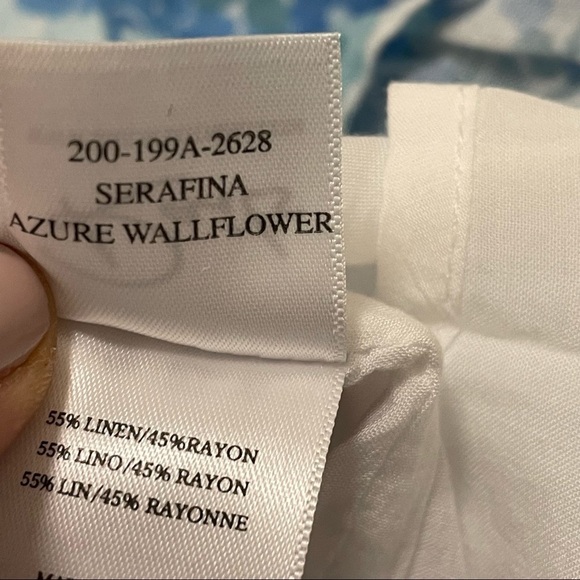 200-199A-2628
SERAFINA
AZURE WALLFLOWER
55% LINEN/45%RAYON
55% LINO/45% RAYON
55% LIN/45% RAYONNE